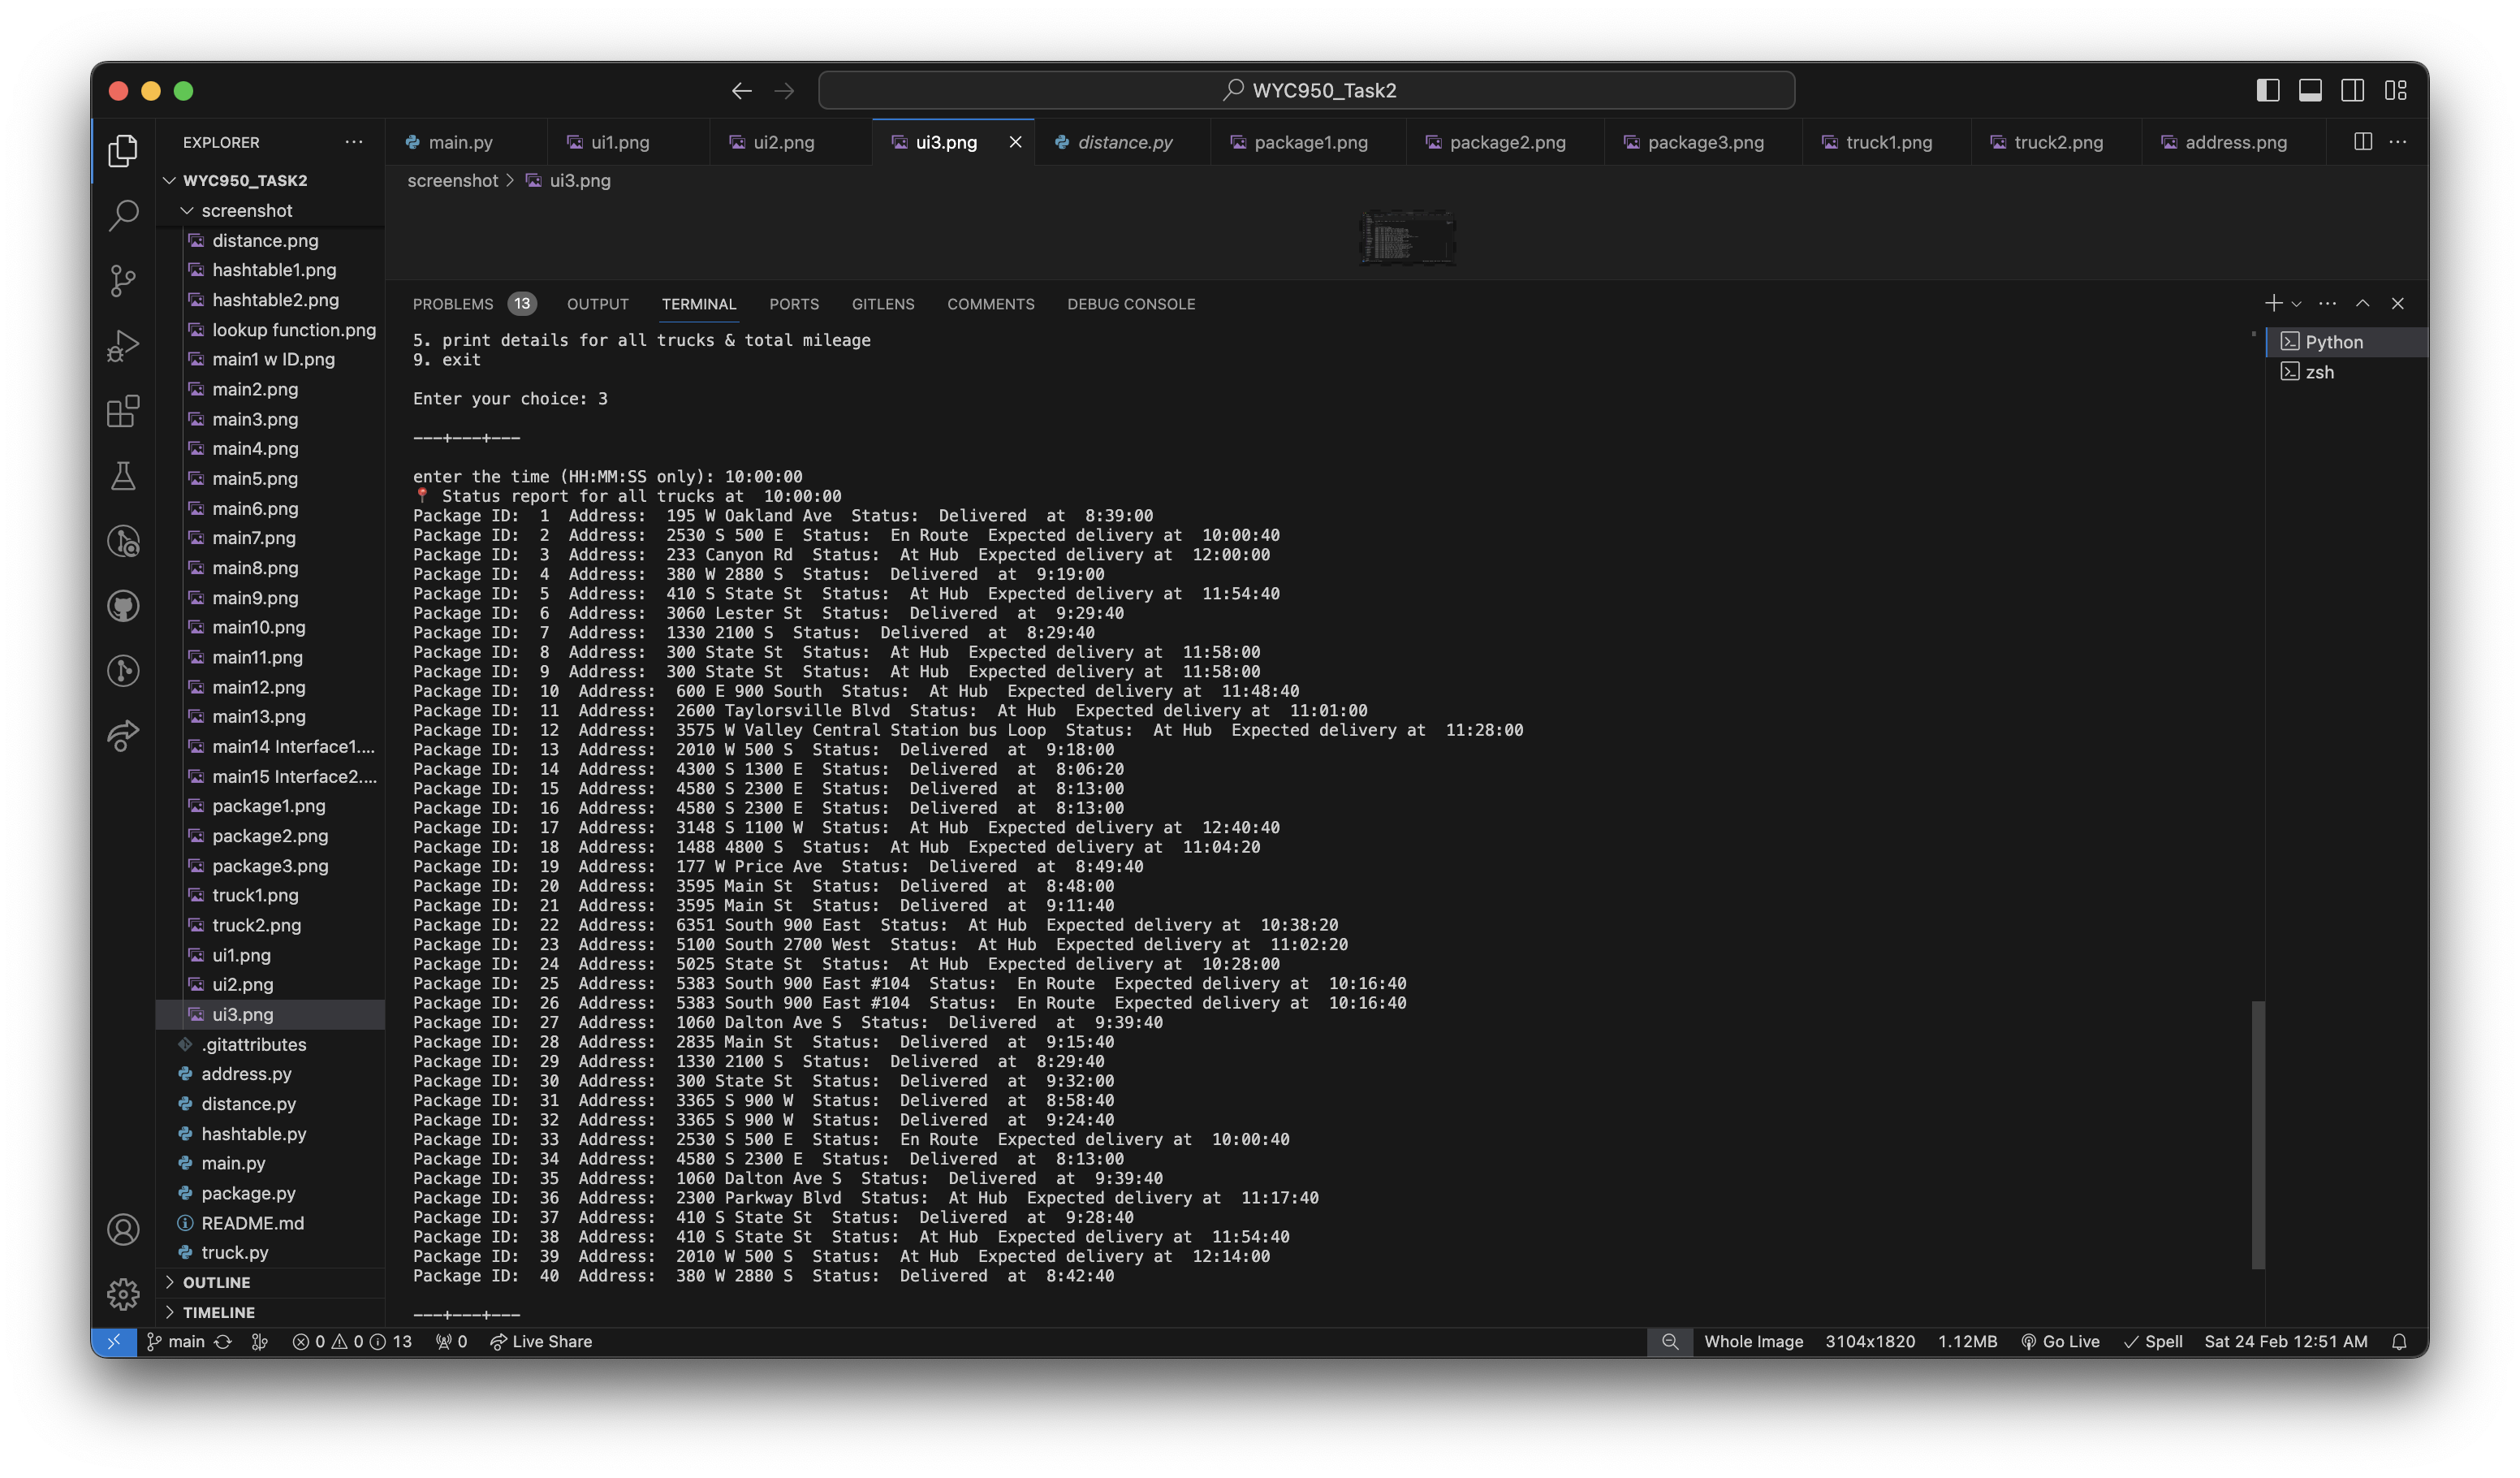 WYC950_Task2
EXPLORER
main.py
ui1.png
ui2.png
ui3.png
distance.py
package1.png
package2.png
package3.png
truck1.png
truck2.png
address.png
WYC950_TASK2
screenshot
distance.png
hashtable1.png
hashtable2.png
lookup function.png
main1 w ID.png
main2.png
main3.png
main4.png
main5.png
main6.png
main7.png
main8.png
main9.png
main10.png
main11.png
main12.png
main13.png
main14 Interface1....
main15 Interface2....
package1.png
package2.png
package3.png
truck1.png
truck2.png
ui1.png
ui2.png
ui3.png
.gitattributes
address.py
distance.py
hashtable.py
main.py
package.py
README.md
truck.py
OUTLINE
TIMELINE
screenshot > ui3.png
PROBLEMS 13 OUTPUT TERMINAL PORTS GITLENS COMMENTS DEBUG CONSOLE
Python
zsh
5. print details for all trucks & total mileage
9. exit
Enter your choice: 3
---+---+---
enter the time (HH:MM:SS only): 10:00:00
📍 Status report for all trucks at  10:00:00
Package ID:  1  Address:  195 W Oakland Ave  Status:  Delivered  at  8:39:00
Package ID:  2  Address:  2530 S 500 E  Status:  En Route  Expected delivery at  10:00:40
Package ID:  3  Address:  233 Canyon Rd  Status:  At Hub  Expected delivery at  12:00:00
Package ID:  4  Address:  380 W 2880 S  Status:  Delivered  at  9:19:00
Package ID:  5  Address:  410 S State St  Status:  At Hub  Expected delivery at  11:54:40
Package ID:  6  Address:  3060 Lester St  Status:  Delivered  at  9:29:40
Package ID:  7  Address:  1330 2100 S  Status:  Delivered  at  8:29:40
Package ID:  8  Address:  300 State St  Status:  At Hub  Expected delivery at  11:58:00
Package ID:  9  Address:  300 State St  Status:  At Hub  Expected delivery at  11:58:00
Package ID:  10  Address:  600 E 900 South  Status:  At Hub  Expected delivery at  11:48:40
Package ID:  11  Address:  2600 Taylorsville Blvd  Status:  At Hub  Expected delivery at  11:01:00
Package ID:  12  Address:  3575 W Valley Central Station bus Loop  Status:  At Hub  Expected delivery at  11:28:00
Package ID:  13  Address:  2010 W 500 S  Status:  Delivered  at  9:18:00
Package ID:  14  Address:  4300 S 1300 E  Status:  Delivered  at  8:06:20
Package ID:  15  Address:  4580 S 2300 E  Status:  Delivered  at  8:13:00
Package ID:  16  Address:  4580 S 2300 E  Status:  Delivered  at  8:13:00
Package ID:  17  Address:  3148 S 1100 W  Status:  At Hub  Expected delivery at  12:40:40
Package ID:  18  Address:  1488 4800 S  Status:  At Hub  Expected delivery at  11:04:20
Package ID:  19  Address:  177 W Price Ave  Status:  Delivered  at  8:49:40
Package ID:  20  Address:  3595 Main St  Status:  Delivered  at  8:48:00
Package ID:  21  Address:  3595 Main St  Status:  Delivered  at  9:11:40
Package ID:  22  Address:  6351 South 900 East  Status:  At Hub  Expected delivery at  10:38:20
Package ID:  23  Address:  5100 South 2700 West  Status:  At Hub  Expected delivery at  11:02:20
Package ID:  24  Address:  5025 State St  Status:  At Hub  Expected delivery at  10:28:00
Package ID:  25  Address:  5383 South 900 East #104  Status:  En Route  Expected delivery at  10:16:40
Package ID:  26  Address:  5383 South 900 East #104  Status:  En Route  Expected delivery at  10:16:40
Package ID:  27  Address:  1060 Dalton Ave S  Status:  Delivered  at  9:39:40
Package ID:  28  Address:  2835 Main St  Status:  Delivered  at  9:15:40
Package ID:  29  Address:  1330 2100 S  Status:  Delivered  at  8:29:40
Package ID:  30  Address:  300 State St  Status:  Delivered  at  9:32:00
Package ID:  31  Address:  3365 S 900 W  Status:  Delivered  at  8:58:40
Package ID:  32  Address:  3365 S 900 W  Status:  Delivered  at  9:24:40
Package ID:  33  Address:  2530 S 500 E  Status:  En Route  Expected delivery at  10:00:40
Package ID:  34  Address:  4580 S 2300 E  Status:  Delivered  at  8:13:00
Package ID:  35  Address:  1060 Dalton Ave S  Status:  Delivered  at  9:39:40
Package ID:  36  Address:  2300 Parkway Blvd  Status:  At Hub  Expected delivery at  11:17:40
Package ID:  37  Address:  410 S State St  Status:  Delivered  at  9:28:40
Package ID:  38  Address:  410 S State St  Status:  At Hub  Expected delivery at  11:54:40
Package ID:  39  Address:  2010 W 500 S  Status:  At Hub  Expected delivery at  12:14:00
Package ID:  40  Address:  380 W 2880 S  Status:  Delivered  at  8:42:40
---+---+---
main 0 0 13 0 Live Share Whole Image 3104x1820 1.12MB Go Live Spell Sat 24 Feb 12:51 AM